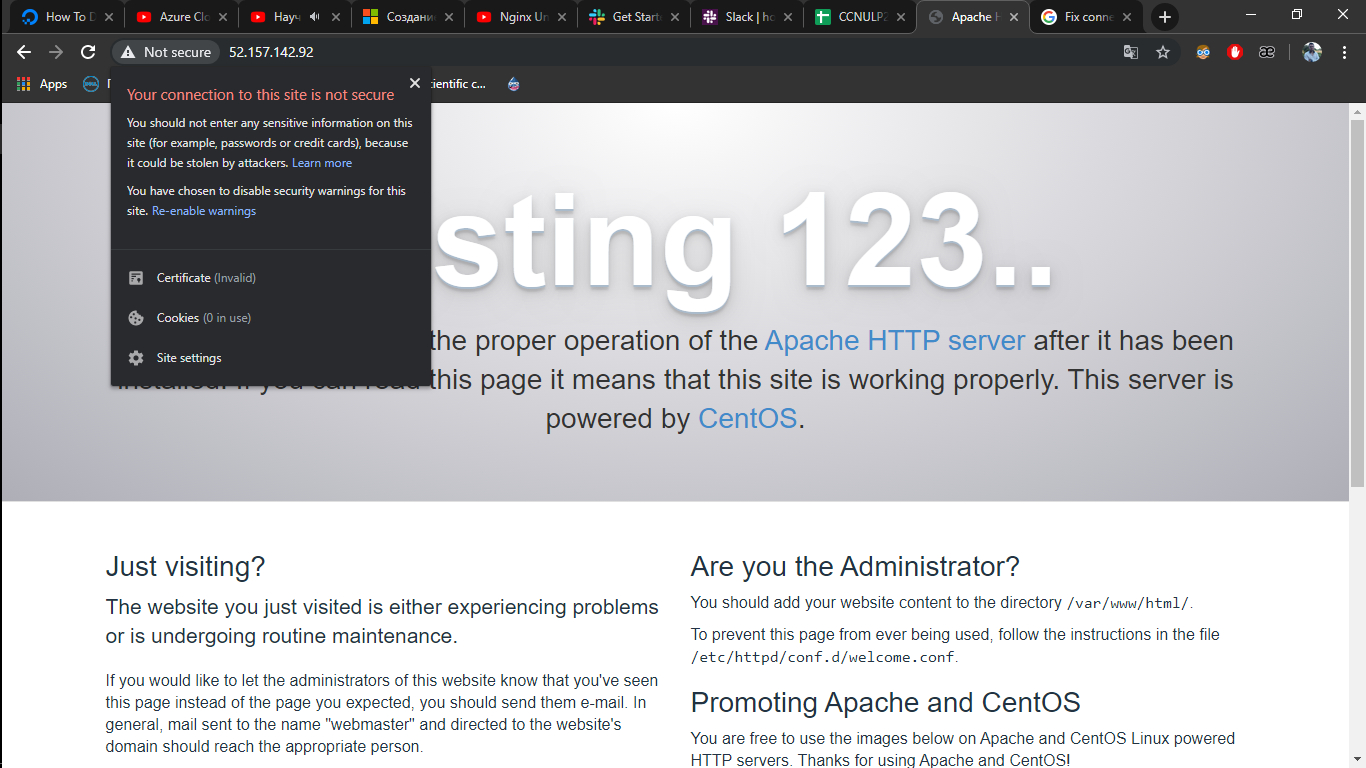 How To D
Azure Clo
Науч
Создани
Nginx Un
Get Starte
Slack | ho
CCNULPZ
Apache H
Fix conne
Not secure
52.157.142.92
Apps
cientific c...
Your connection to this site is not secure
You should not enter any sensitive information on this
site (for example, passwords or credit cards), because
it could be stolen by attackers. Learn more
You have chosen to disable security warnings for this
site. Re-enable warnings
Certificate (Invalid)
Cookies (0 in use)
Site settings
sting 123..
the proper operation of the Apache HTTP server after it has been
this page it means that this site is working properly. This server is
powered by CentOS.
Just visiting?
The website you just visited is either experiencing problems
or is undergoing routine maintenance.
If you would like to let the administrators of this website know that you've seen
this page instead of the page you expected, you should send them e-mail. In
general, mail sent to the name "webmaster" and directed to the website's
domain should reach the appropriate person.
Are you the Administrator?
You should add your website content to the directory /var/www/html/.
To prevent this page from ever being used, follow the instructions in the file
/etc/httpd/conf.d/welcome.conf.
Promoting Apache and CentOS
You are free to use the images below on Apache and CentOS Linux powered
HTTP servers. Thanks for using Apache and CentOS!